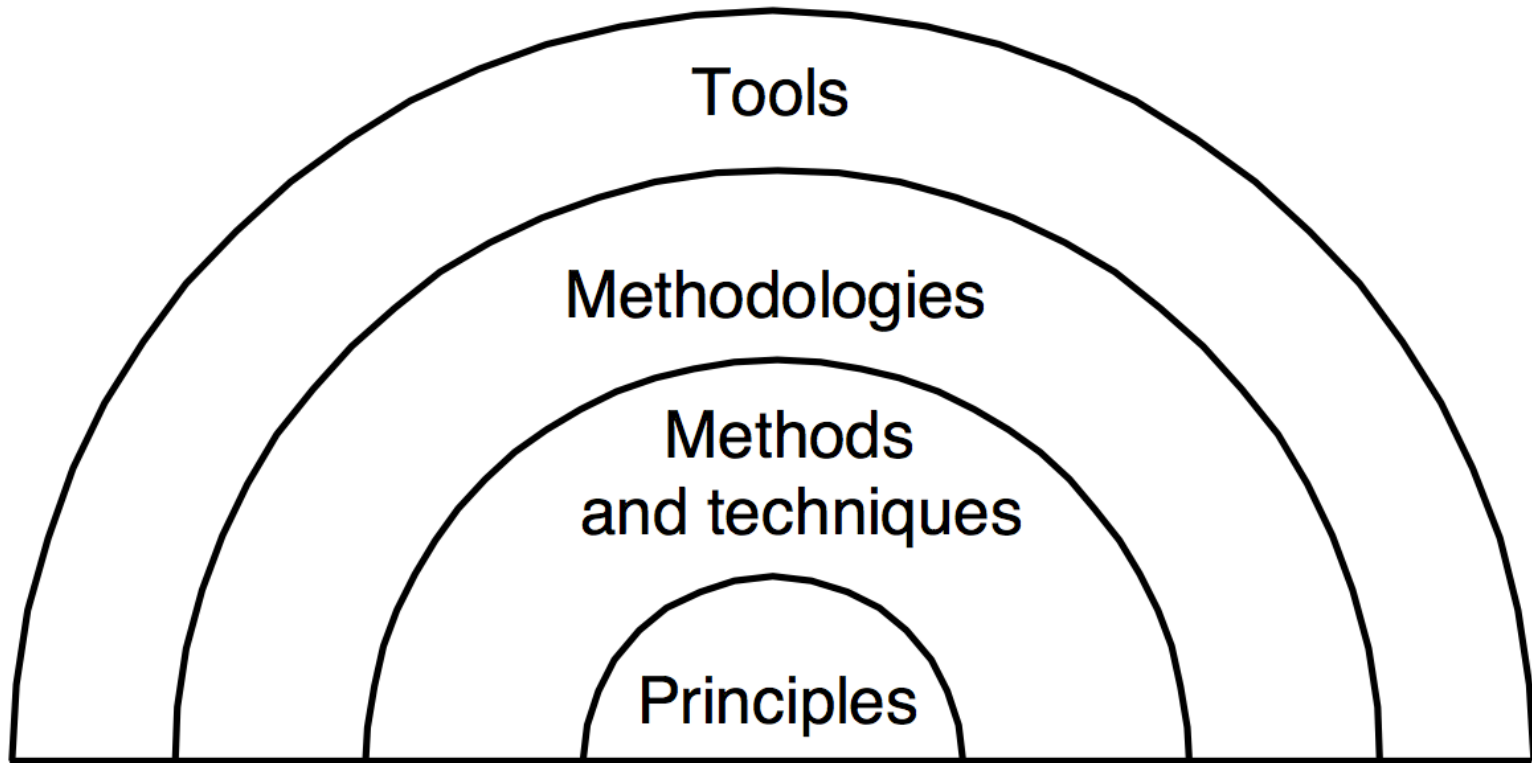 Tools
Methodologies
Methods
and techniques
Principles